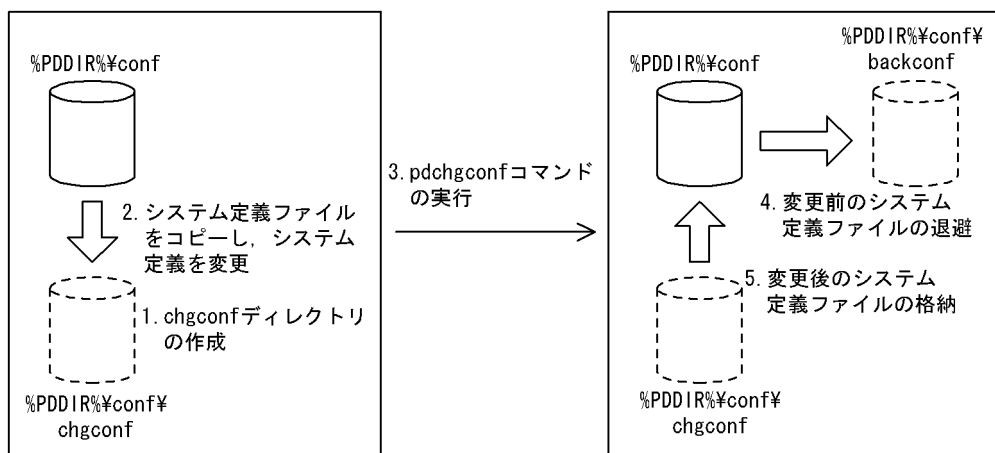 %PDDIR%¥conf
2. システム定義ファイル
をコピーし，システム
定義を変更
1. chgconfディレクトリ
の作成
%PDDIR%¥conf¥
chgconf
3. pdchgconfコマンド
の実行
%PDDIR%¥conf
%PDDIR%¥conf¥
backconf
4. 変更前のシステム
定義ファイルの退避
5. 変更後のシステム
定義ファイルの格納
%PDDIR%¥conf¥
chgconf